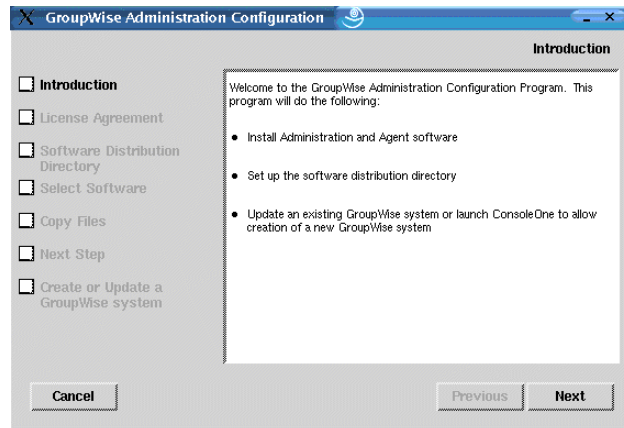 GroupWise Administration Configuration
Introduction
Introduction
License Agreement
Software Distribution
Directory
Select Software
Copy Files
Next Step
Create or Update a
GroupWise system
Welcome to the GroupWise Administration Configuration Program. This
program will do the following:
• Install Administration and Agent software
• Set up the software distribution directory
• Update an existing GroupWise system or launch ConsoleOne to allow
creation of a new GroupWise system
Cancel
Previous
Next